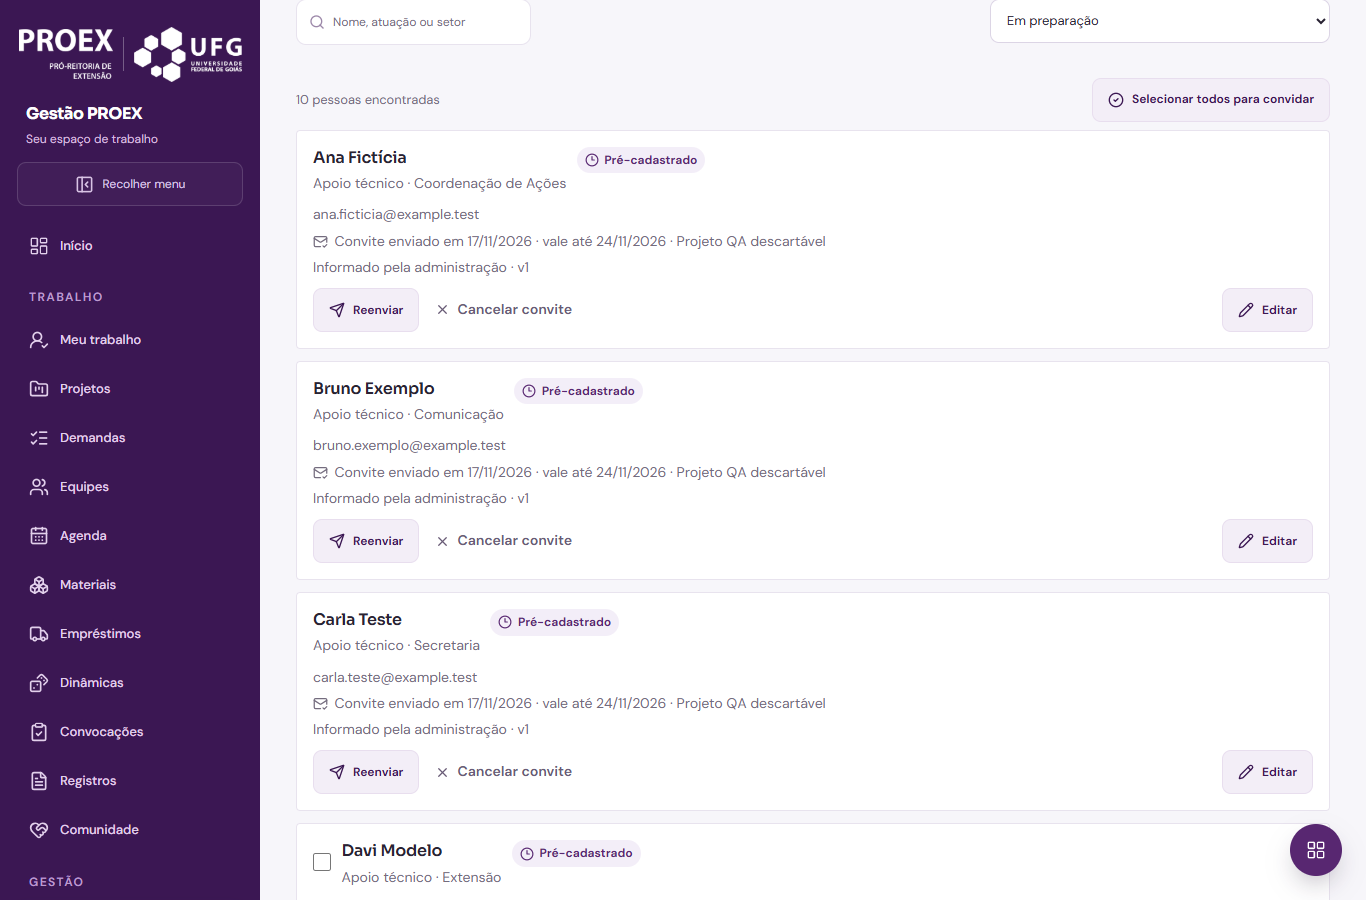 PROEX
PRÓ-REITORIA DE
EXTENSÃO
UFG
UNIVERSIDADE
FEDERAL DE GOIÁS
Gestão PROEX
Seu espaço de trabalho
Recolher menu
Início
TRABALHO
Meu trabalho
Projetos
Demandas
Equipes
Agenda
Materiais
Empréstimos
Dinâmicas
Convocações
Registros
Comunidade
GESTÃO
Nome, atuação ou setor
Em preparação
10 pessoas encontradas
Selecionar todos para convidar
Ana Fictícia
Pré-cadastrado
Apoio técnico · Coordenação de Ações
ana.ficticia@example.test
Convite enviado em 17/11/2026 · vale até 24/11/2026 · Projeto QA descartável
Informado pela administração · v1
Reenviar
Cancelar convite
Editar
Bruno Exemplo
Pré-cadastrado
Apoio técnico · Comunicação
bruno.exemplo@example.test
Convite enviado em 17/11/2026 · vale até 24/11/2026 · Projeto QA descartável
Informado pela administração · v1
Reenviar
Cancelar convite
Editar
Carla Teste
Pré-cadastrado
Apoio técnico · Secretaria
carla.teste@example.test
Convite enviado em 17/11/2026 · vale até 24/11/2026 · Projeto QA descartável
Informado pela administração · v1
Reenviar
Cancelar convite
Editar
Davi Modelo
Pré-cadastrado
Apoio técnico · Extensão